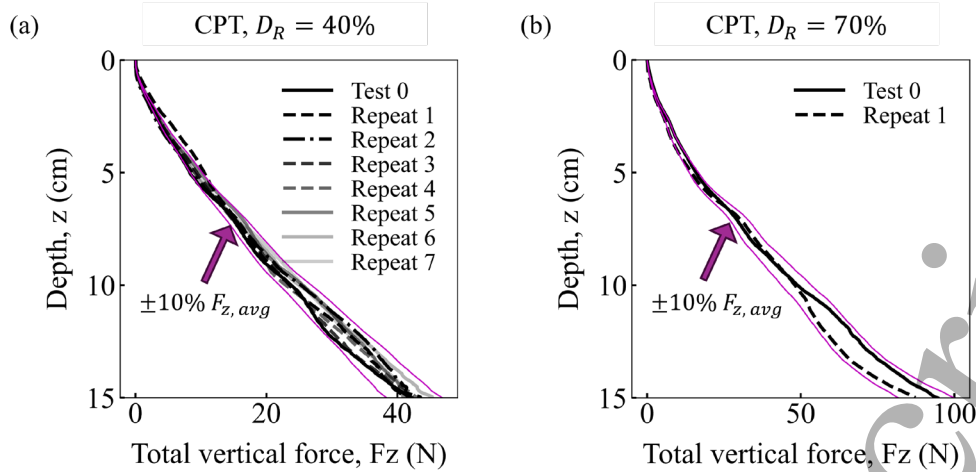 (a)
CPT, D_R = 40%
0
5
10
15
Depth, z (cm)
Test 0
Repeat 1
Repeat 2
Repeat 3
Repeat 4
Repeat 5
Repeat 6
Repeat 7
±10% F_{z, avg}
0
20
40
Total vertical force, Fz (N)
(b)
CPT, D_R = 70%
0
5
10
15
Depth, z (cm)
Test 0
Repeat 1
±10% F_{z, avg}
0
50
100
Total vertical force, Fz (N)